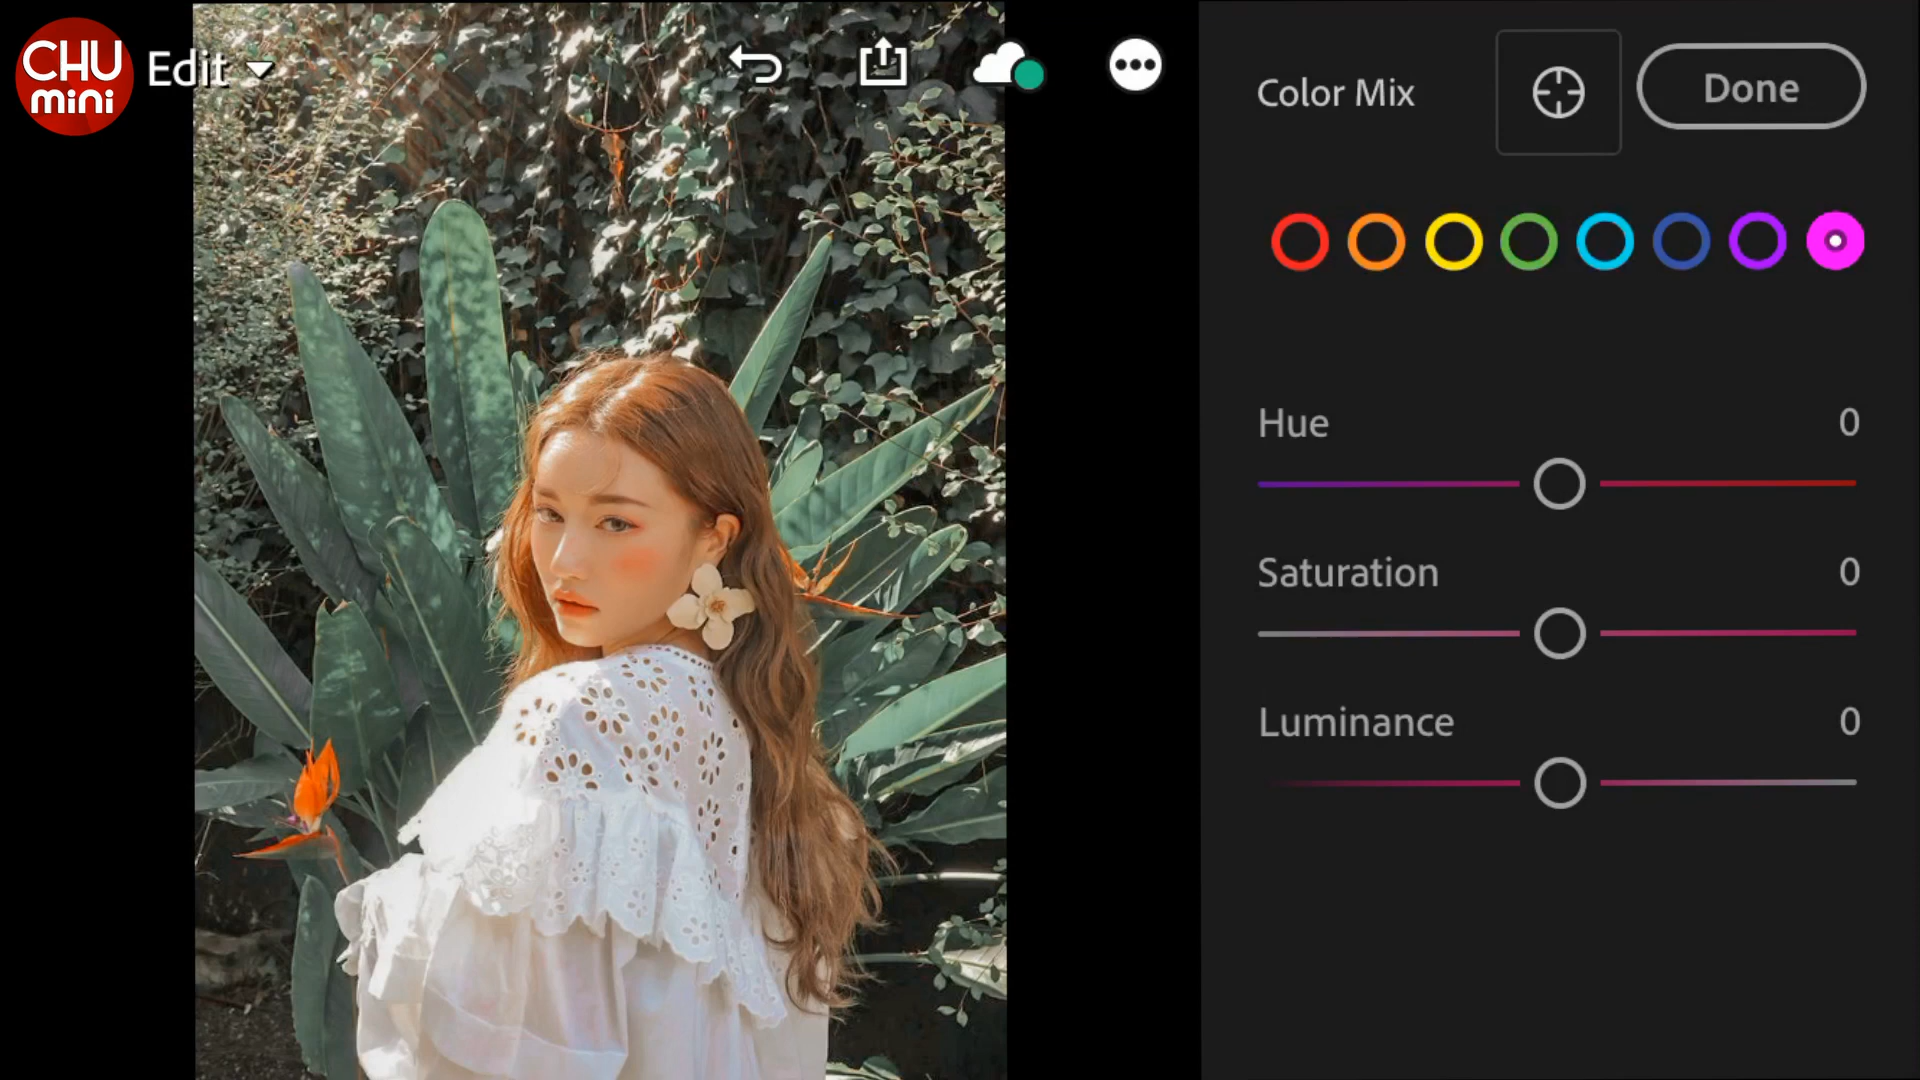 CHU
mini
Edit
Color Mix
Done
Hue 0
Saturation 0
Luminance 0